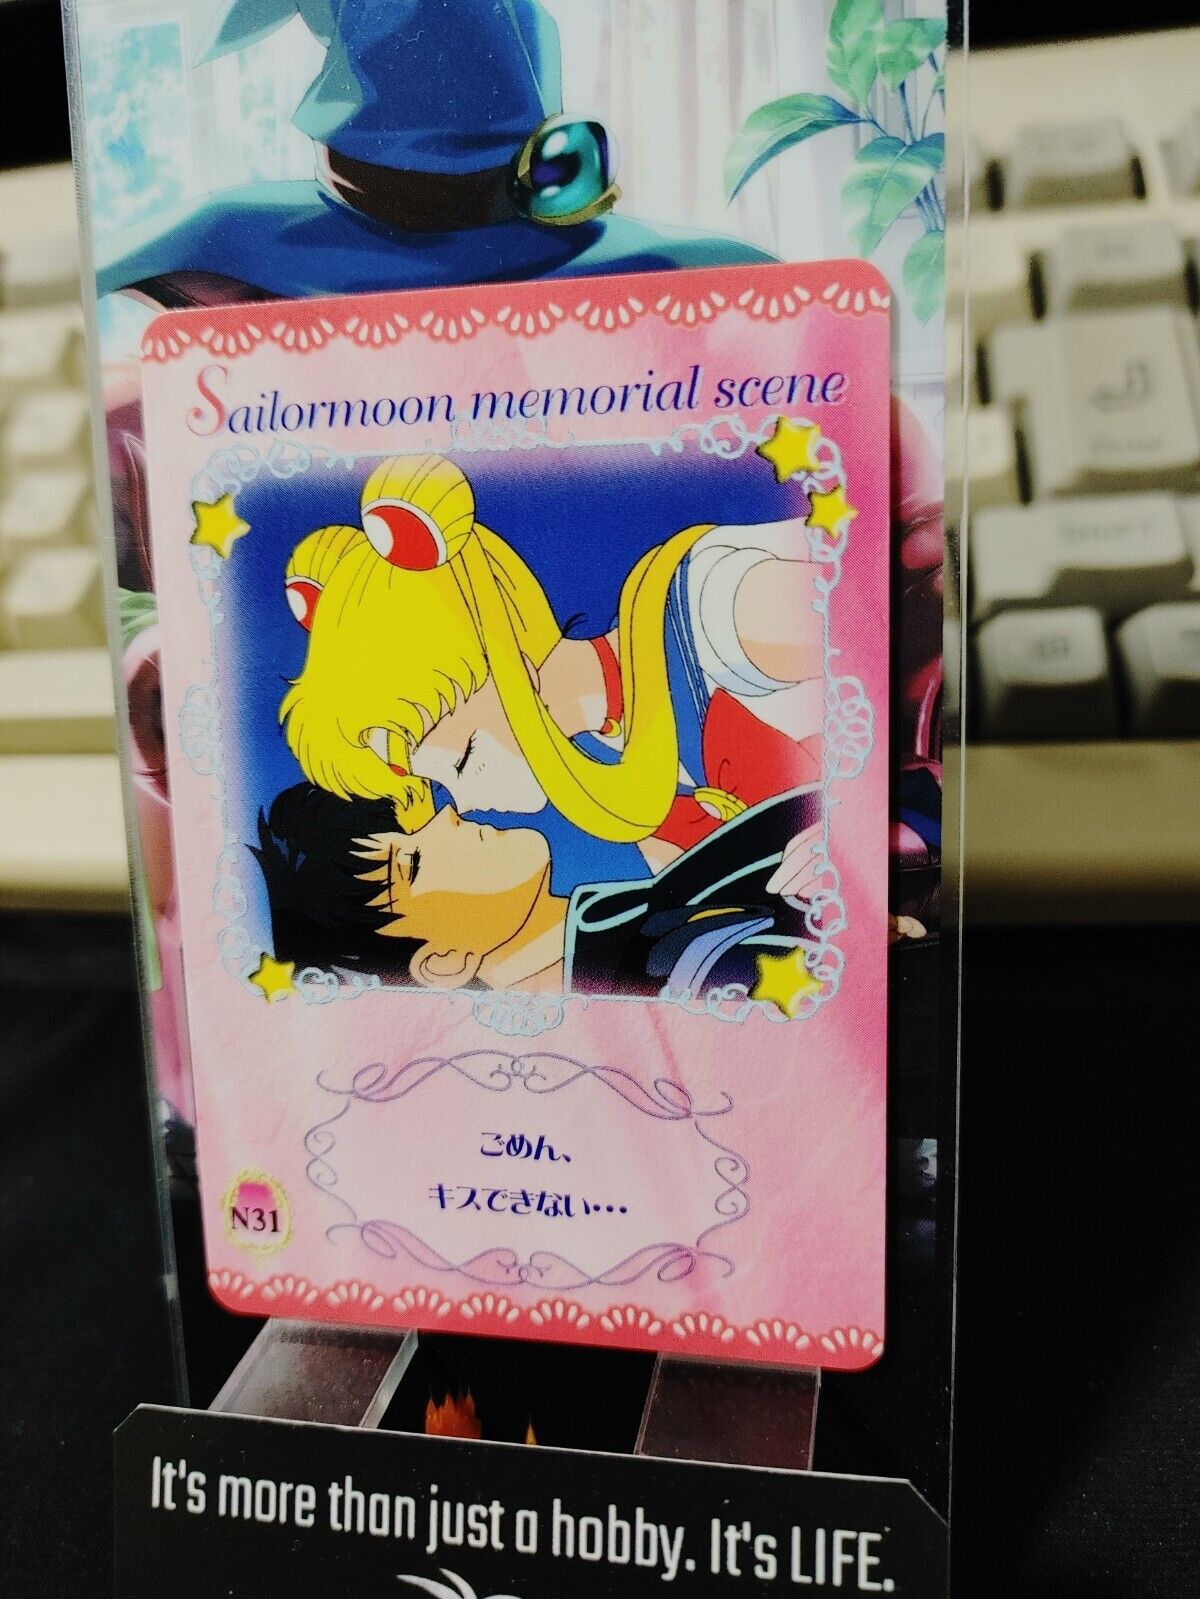 Sailormoon memorial scene
ごめん、
キスできない…
N31
It's more than just a hobby. It's LIFE.